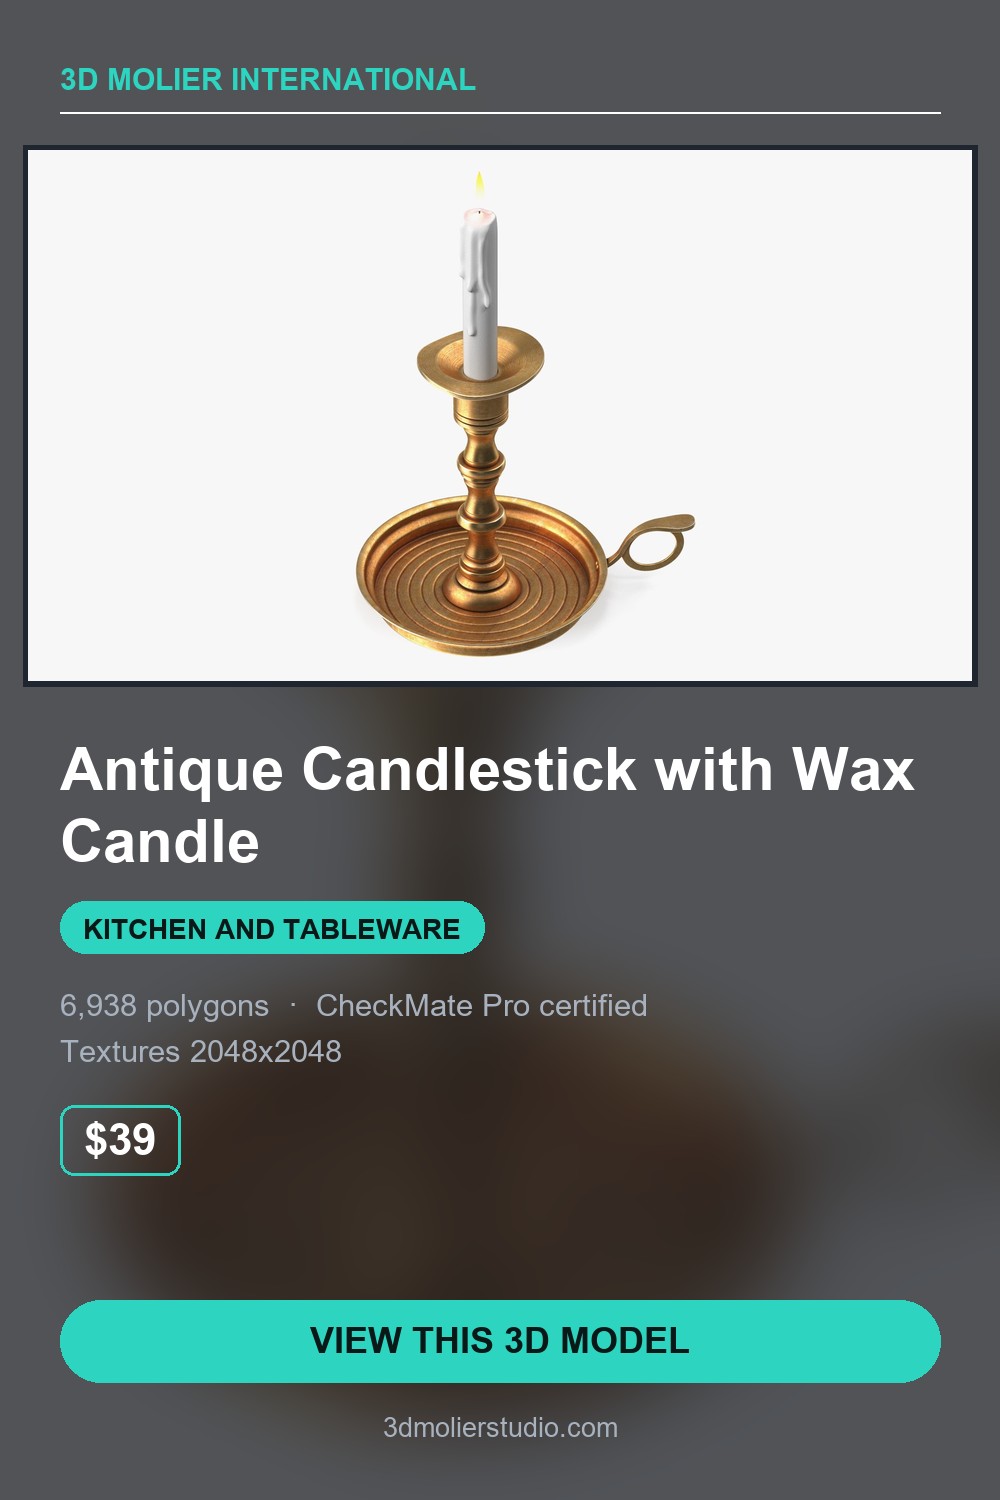 3D MOLIER INTERNATIONAL
Antique Candlestick with Wax
Candle
KITCHEN AND TABLEWARE
6,938 polygons · CheckMate Pro certified
Textures 2048x2048
$39
VIEW THIS 3D MODEL
3dmolierstudio.com